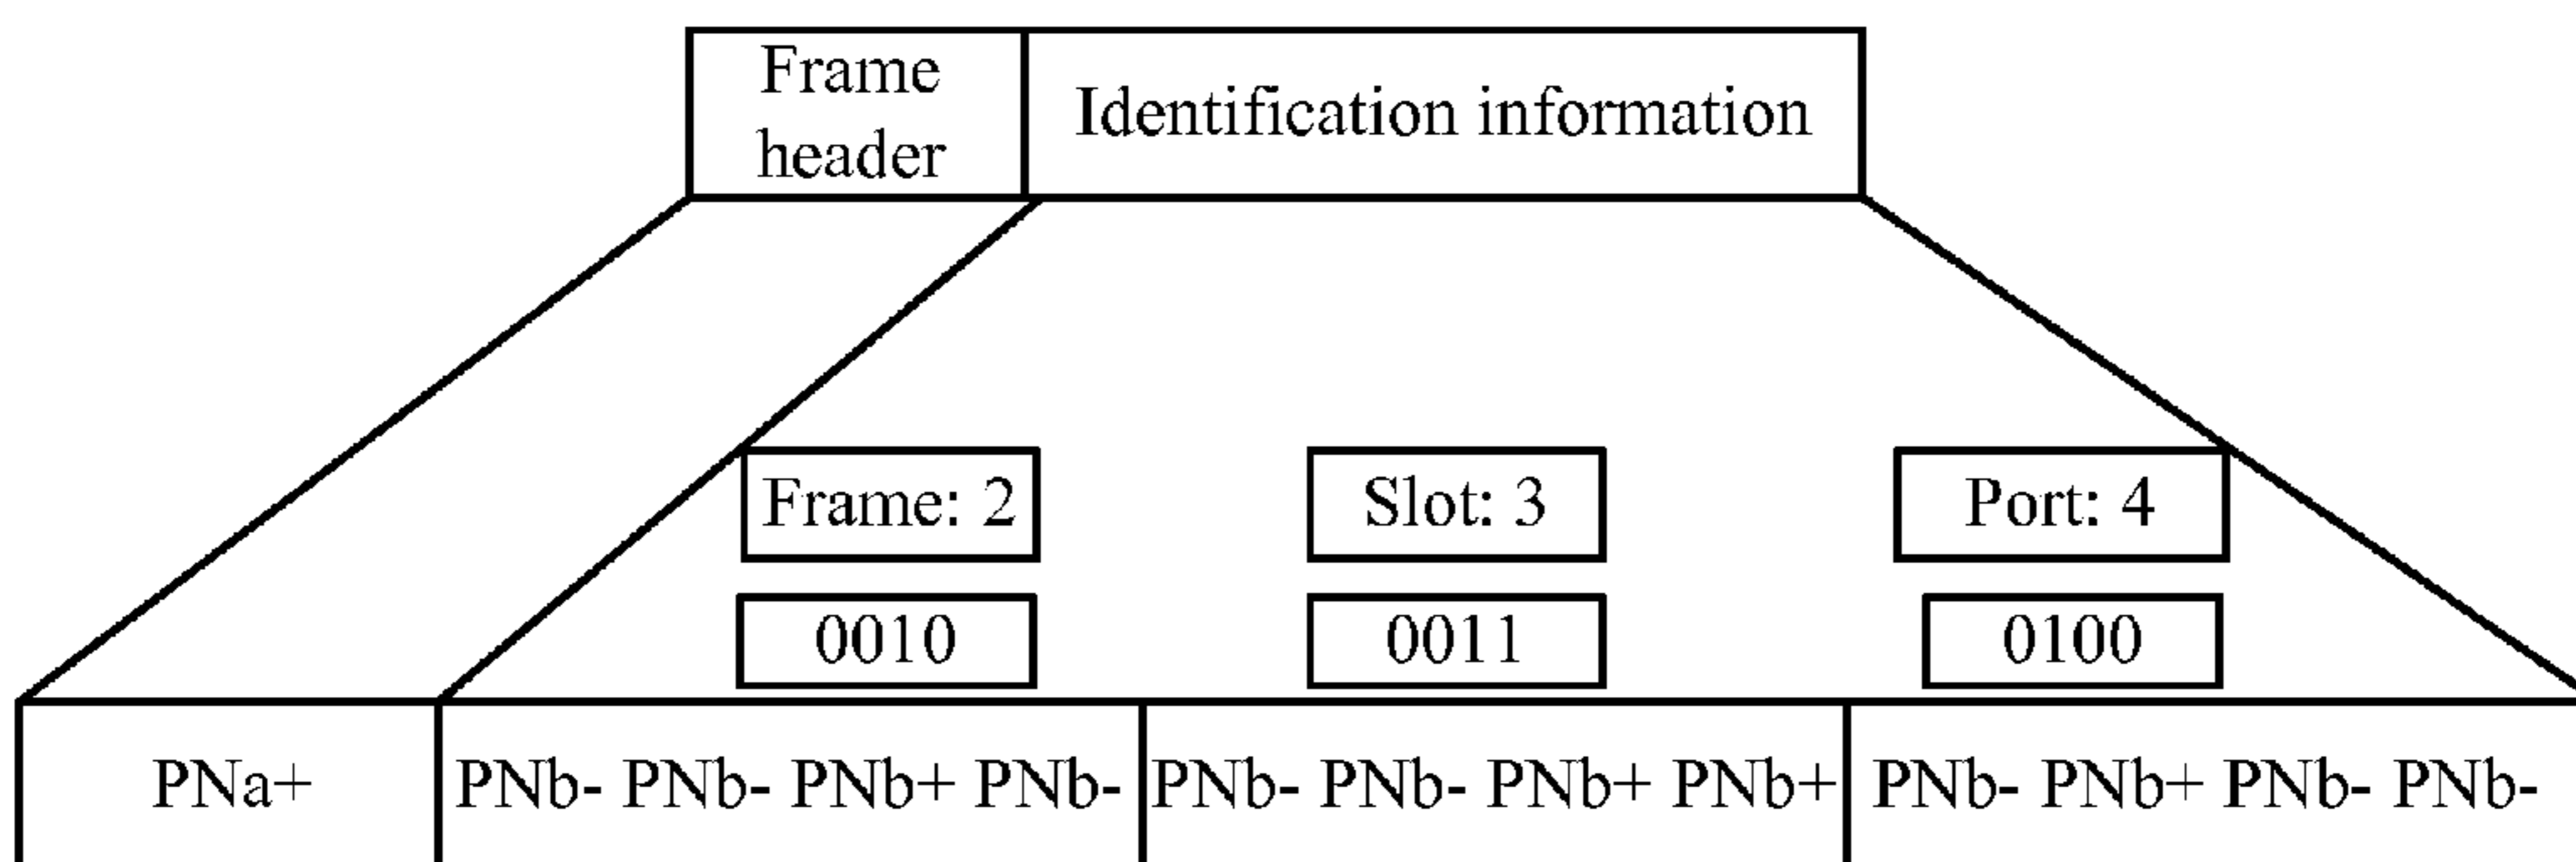 Frame
header
Identification information
Frame: 2
Slot: 3
Port: 4
0010
0011
0100
PNa+
PNb- PNb- PNb+ PNb-
PNb- PNb- PNb+ PNb+
PNb- PNb+ PNb- PNb-